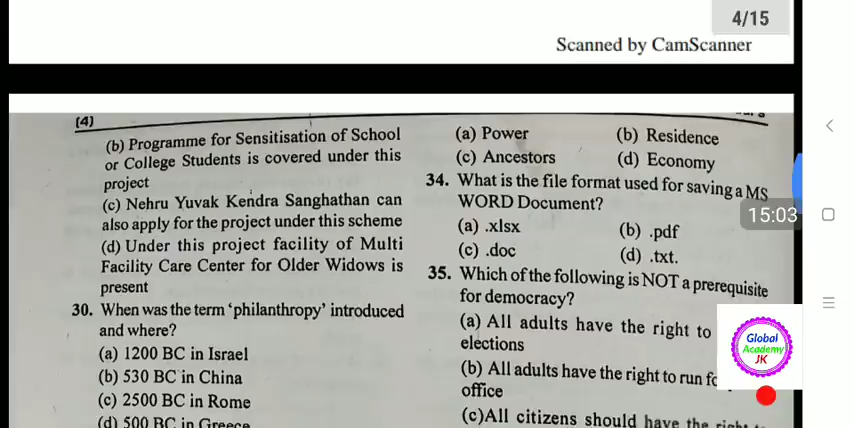 4/15
Scanned by CamScanner
(4)
(b) Programme for Sensitisation of School
or College Students is covered under this
project
(c) Nehru Yuvak Kendra Sanghathan can
also apply for the project under this scheme
(d) Under this project facility of Multi
Facility Care Center for Older Widows is
present
30. When was the term ‘philanthropy’ introduced
and where?
(a) 1200 BC in Israel
(b) 530 BC in China
(c) 2500 BC in Rome
(d) 500 BC in Greece
(a) Power (b) Residence
(c) Ancestors (d) Economy
34. What is the file format used for saving a MS
WORD Document?
(a) .xlsx (b) .pdf
(c) .doc (d) .txt.
35. Which of the following is NOT a prerequisite
for democracy?
(a) All adults have the right to
elections
(b) All adults have the right to run
office
(c)All citizens should have the
15:03
Global
Academy
JK